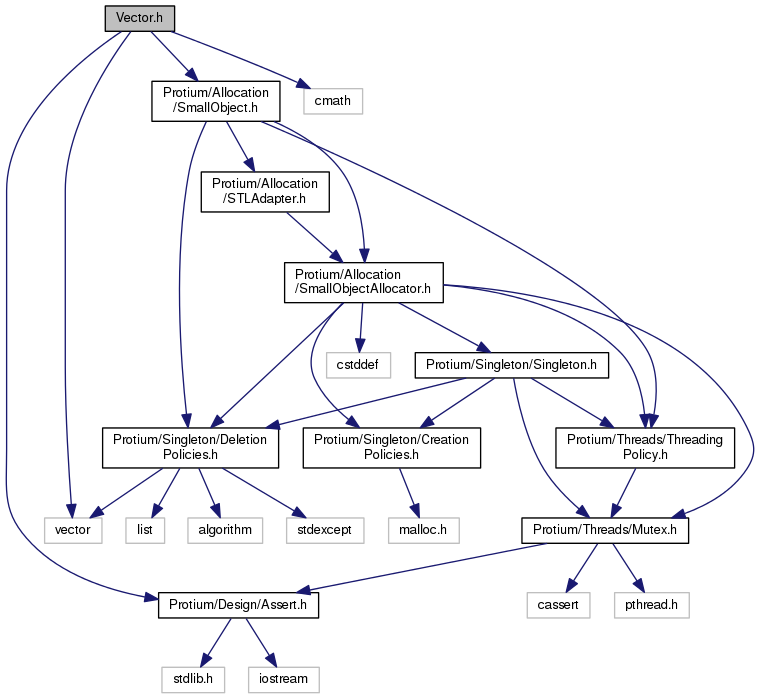 Vector.h
Protium/Allocation
/SmallObject.h
cmath
Protium/Allocation
/STLAdapter.h
Protium/Allocation
/SmallObjectAllocator.h
cstddef
Protium/Singleton/Singleton.h
Protium/Singleton/Deletion
Policies.h
Protium/Singleton/Creation
Policies.h
Protium/Threads/Threading
Policy.h
vector
list
algorithm
stdexcept
malloc.h
Protium/Threads/Mutex.h
Protium/Design/Assert.h
cassert
pthread.h
stdlib.h
iostream